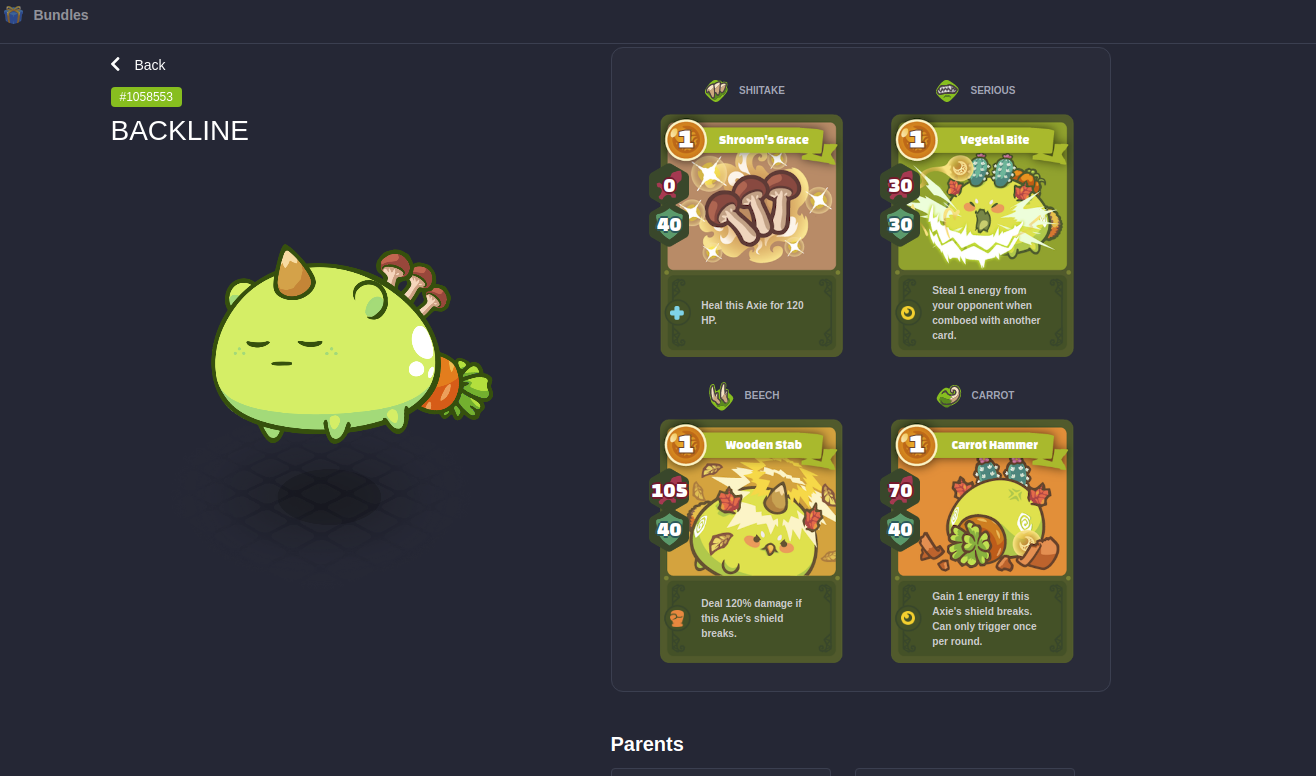 Bundles
Back
#1058553
BACKLINE
SHIITAKE
1
Shroom's Grace
0
40
Heal this Axie for 120
HP.
SERIOUS
1
Vegetal Bite
30
30
Steal 1 energy from
your opponent when
comboed with another
card.
BEECH
1
Wooden Stab
105
40
Deal 120% damage if
this Axie's shield
breaks.
CARROT
1
Carrot Hammer
70
40
Gain 1 energy if this
Axie's shield breaks.
Can only trigger once
per round.
Parents